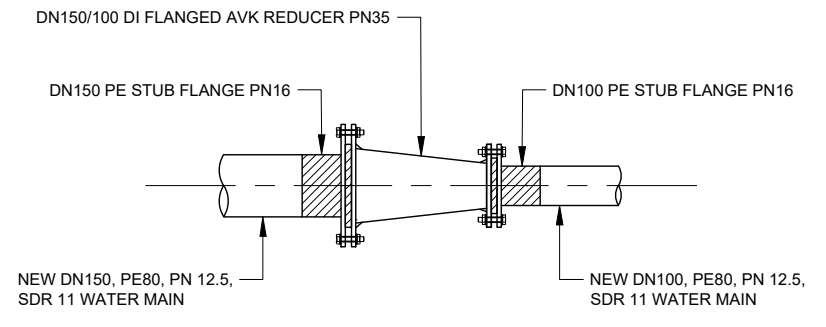 DN150/100 DI FLANGED AVK REDUCER PN35
DN150 PE STUB FLANGE PN16
DN100 PE STUB FLANGE PN16
NEW DN150, PE80, PN 12.5,
SDR 11 WATER MAIN
NEW DN100, PE80, PN 12.5,
SDR 11 WATER MAIN